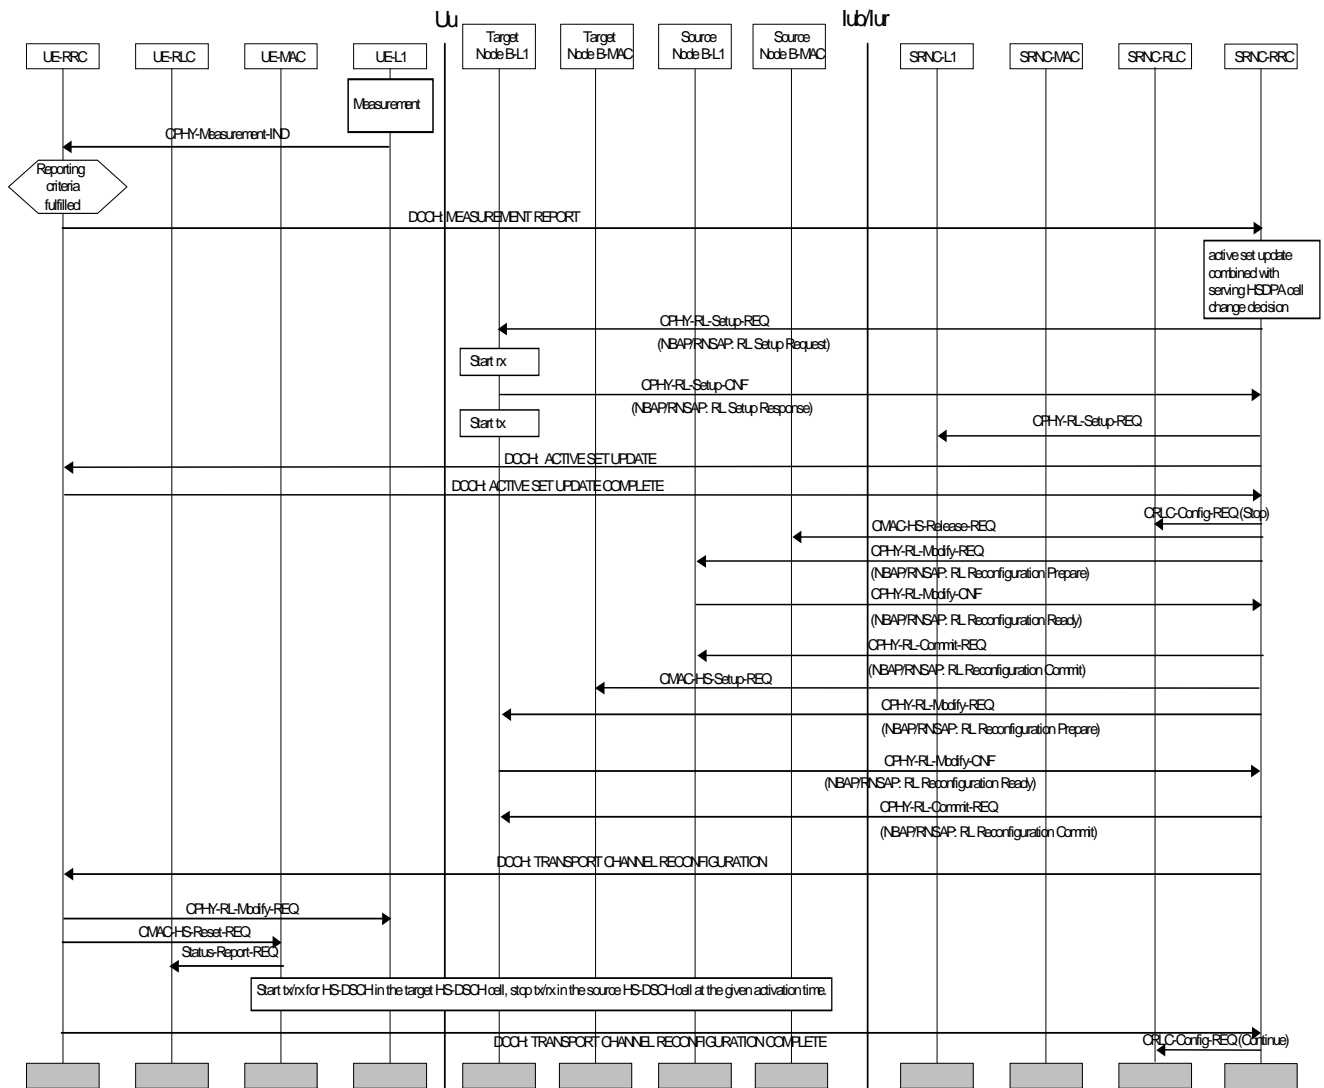 Uu
Iub/Iur
UE-RRC
UE-RLC
UE-MAC
UE-L1
Target
Node B-L1
Target
Node B-MAC
Source
Node B-L1
Source
Node B-MAC
SRNC-L1
SRNC-MAC
SRNC-RLC
SRNC-RRC
Measurement
CPHY-Measurement-IND
Reporting
criteria
fulfilled
DCCH: MEASUREMENT REPORT
active set update
combined with
serving HSDPA cell
change decision
CPHY-RL-Setup-REQ
(NBAP/RNSAP: RL Setup Request)
Start rx
CPHY-RL-Setup-CNF
(NBAP/RNSAP: RL Setup Response)
Start tx
CPHY-RL-Setup-REQ
DCCH: ACTIVE SET UPDATE
DCCH: ACTIVE SET UPDATE COMPLETE
CRLC-Config-REQ (Stop)
CMAC-HS-Release-REQ
CPHY-RL-Modify-REQ
(NBAP/RNSAP: RL Reconfiguration Prepare)
CPHY-RL-Modify-CNF
(NBAP/RNSAP: RL Reconfiguration Ready)
CPHY-RL-Commit-REQ
(NBAP/RNSAP: RL Reconfiguration Commit)
CMAC-HS-Setup-REQ
CPHY-RL-Modify-REQ
(NBAP/RNSAP: RL Reconfiguration Prepare)
CPHY-RL-Modify-CNF
(NBAP/RNSAP: RL Reconfiguration Ready)
CPHY-RL-Commit-REQ
(NBAP/RNSAP: RL Reconfiguration Commit)
DCCH: TRANSPORT CHANNEL RECONFIGURATION
CPHY-RL-Modify-REQ
CMAC-HS-Reset-REQ
Status-Report-REQ
Start tx/rx for HS-DSCH in the target HS-DSCH cell, stop tx/rx in the source HS-DSCH cell at the given activation time.
DCCH: TRANSPORT CHANNEL RECONFIGURATION COMPLETE
CRLC-Config-REQ (Continue)